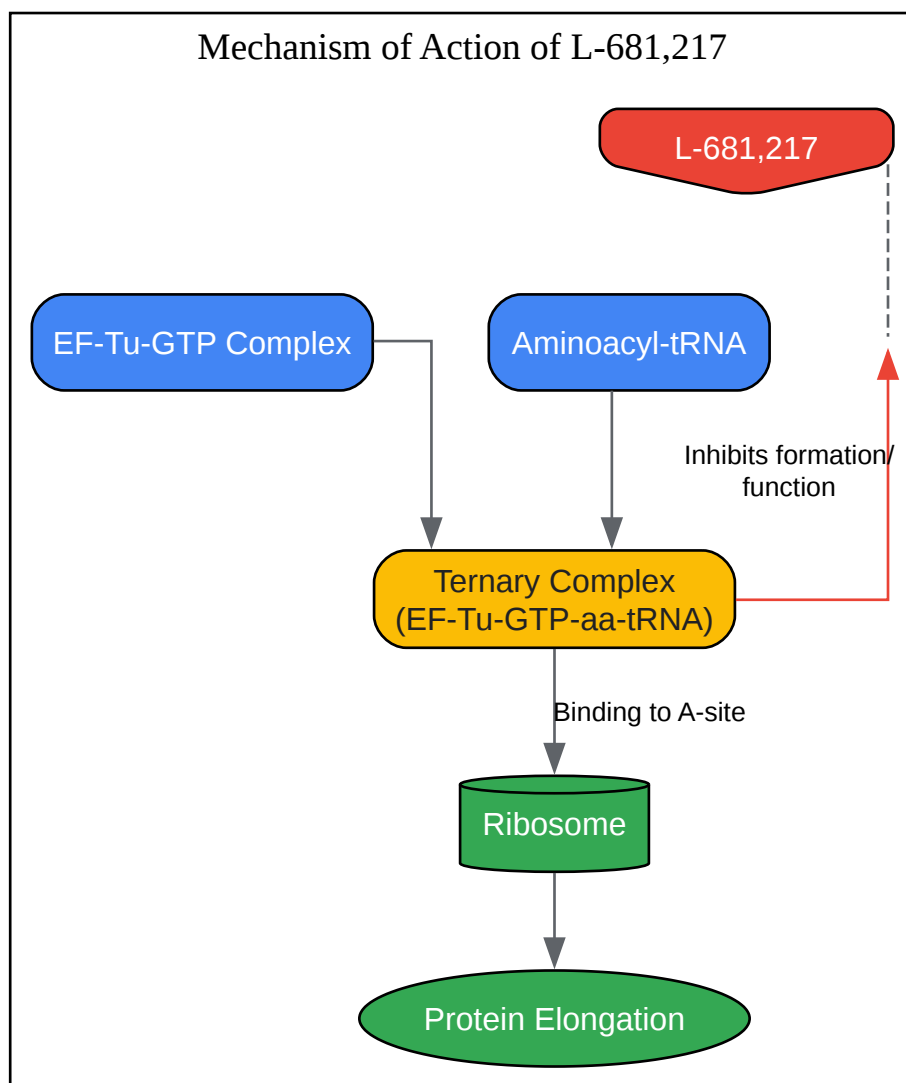 Mechanism of Action of L-681,217
L-681,217
EF-Tu-GTP Complex
Aminoacyl-tRNA
Inhibits formation/
function
Ternary Complex
(EF-Tu-GTP-aa-tRNA)
Binding to A-site
Ribosome
Protein Elongation